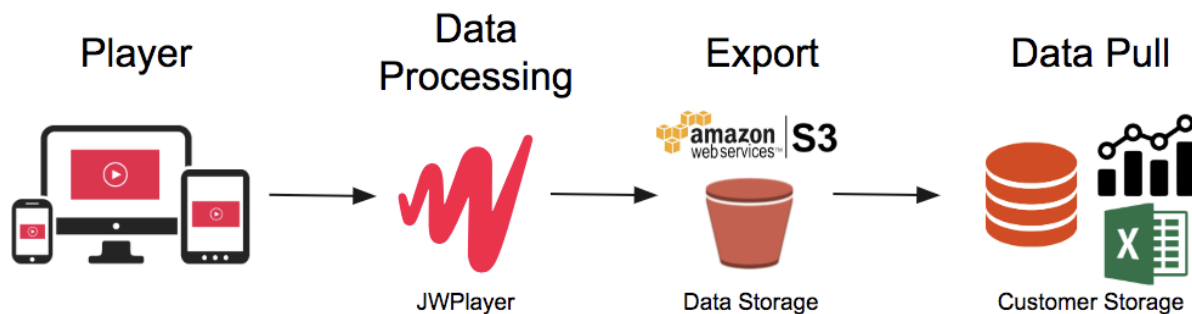 Player
Data
Processing
Export
Data Pull
amazon
webservices™
S3
X
JWPlayer
Data Storage
Customer Storage